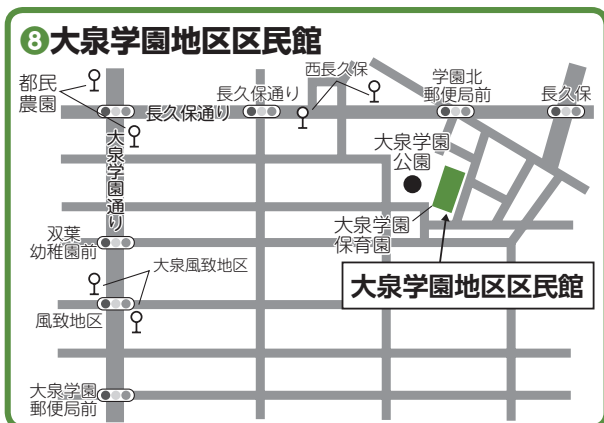 ❽大泉学園地区区民館
都民
農園
西長久保
学園北
郵便局前
長久保通り
長久保
長久保通り
大泉学園通り
大泉学園
公園
大泉学園
保育園
双葉
幼稚園前
大泉風致地区
大泉学園地区区民館
風致地区
大泉学園
郵便局前